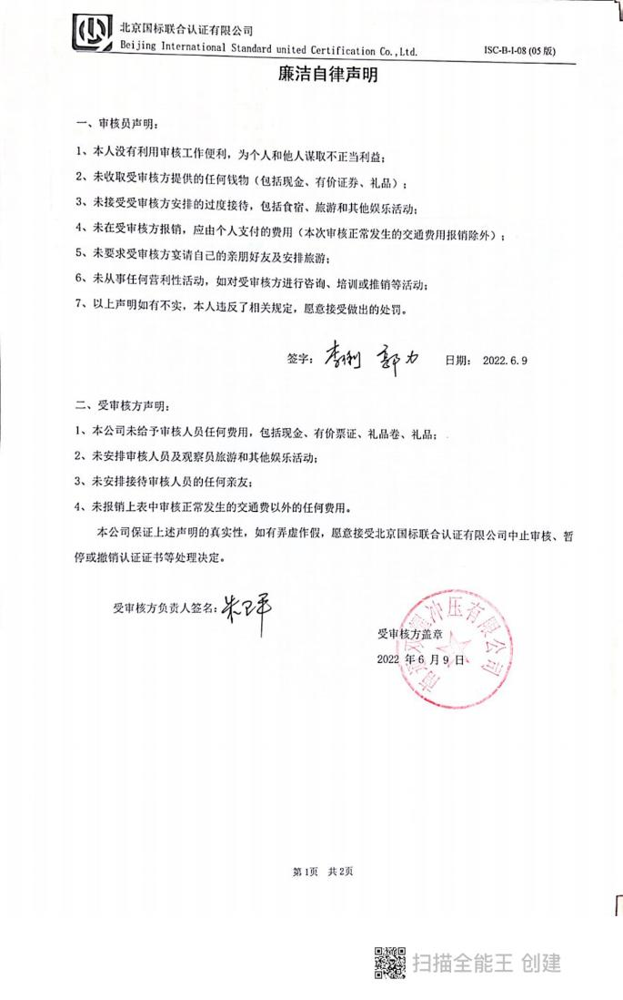 北京国标联合认证有限公司
Beijing International Standard united Certification Co.,Ltd.
ISC-B-I-08 (05版)
廉洁自律声明
一、审核员声明：
1、本人没有利用审核工作便利，为个人和他人谋取不正当利益；
2、未收取受审核方提供的任何钱物（包括现金、有价证券、礼品）；
3、未接受受审核方安排的过度接待，包括食宿、旅游和其他娱乐活动；
4、未在受审核方报销，应由个人支付的费用（本次审核正常发生的交通费用报销除外）；
5、未要求受审核方宴请自己的亲朋好友及安排旅游；
6、未从事任何营利性活动，如对受审核方进行咨询、培训或推销等活动；
7、以上声明如有不实，本人违反了相关规定，愿意接受做出的处罚。
签字： 李俐 郭力 日期： 2022.6.9
二、受审核方声明：
1、本公司未给予审核人员任何费用，包括现金、有价票证、礼品卷、礼品；
2、未安排审核人员及观察员旅游和其他娱乐活动；
3、未安排接待审核人员的任何亲友；
4、未报销上表中审核正常发生的交通费以外的任何费用。
本公司保证上述声明的真实性，如有弄虚作假，愿意接受北京国标联合认证有限公司中止审核、暂
停或撤销认证证书等处理决定。
受审核方负责人签名：朱卫平
受审核方盖章
2022 年 6 月 9 日
冲压有限公司
第1页 共2页
扫描全能王 创建